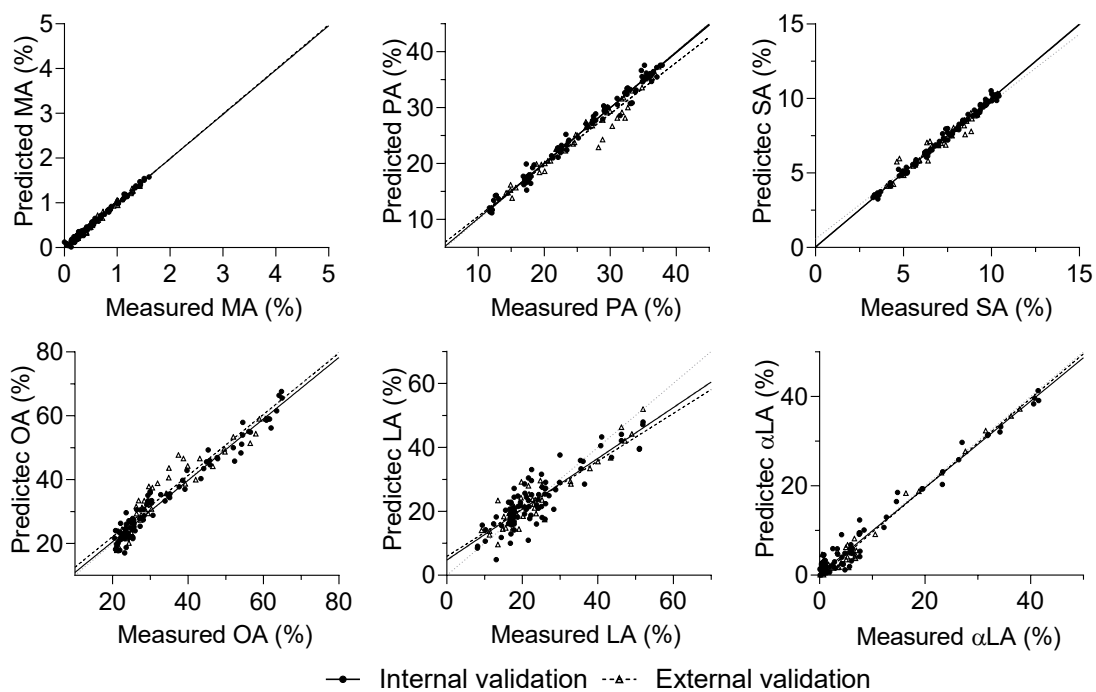 Predicted MA (%)
5
4
3
2
1
0
0 1 2 3 4 5
Measured MA (%)
Predicted PA (%)
40
30
20
10
10 20 30 40
Measured PA (%)
Predictec SA (%)
15
10
5
0
0 5 10 15
Measured SA (%)
Predictec OA (%)
80
60
40
20
20 40 60 80
Measured OA (%)
Predictec LA (%)
60
40
20
0
0 20 40 60
Measured LA (%)
Predictec αLA (%)
40
20
0
0 20 40
Measured αLA (%)
Internal validation External validation